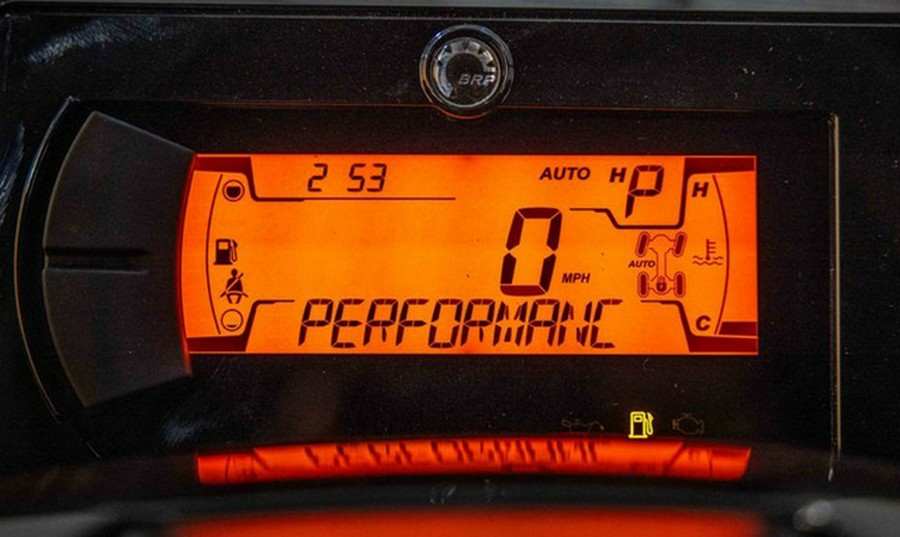 BRP
2 53
AUTO H P
H
0 MPH
AUTO
PERFORMANC
C